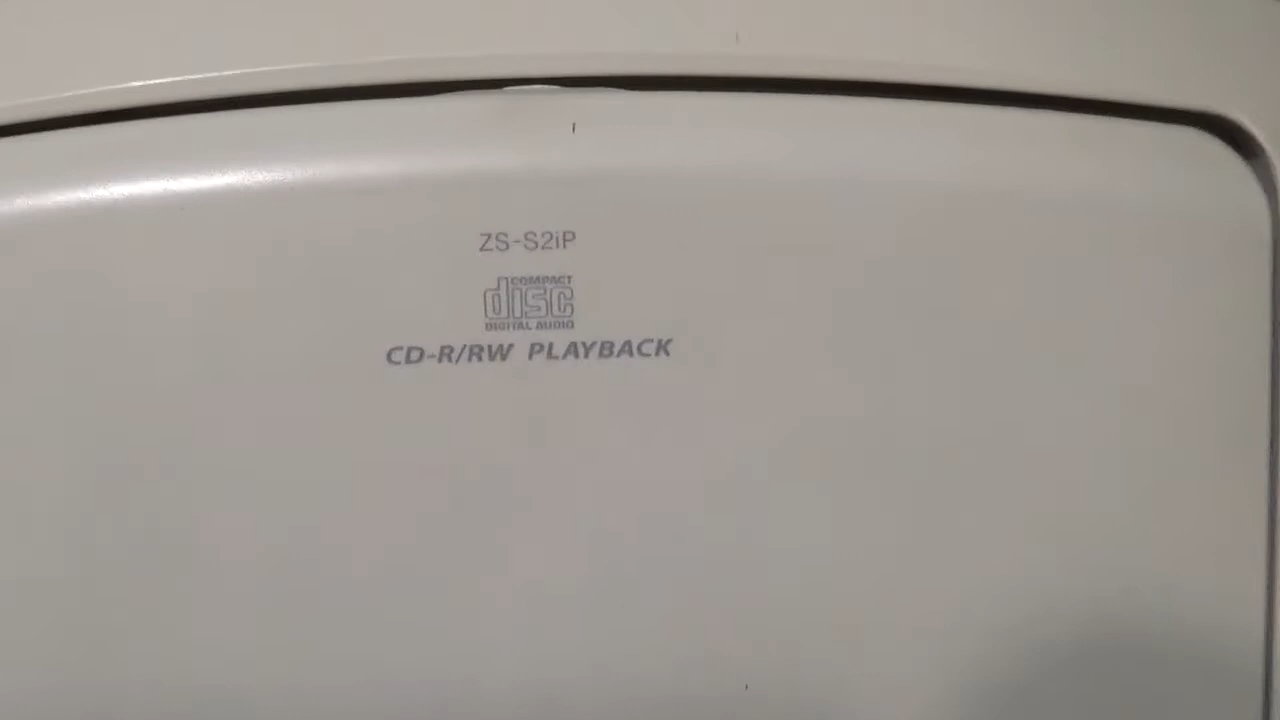 ZS-S2iP
COMPACT
disc
DIGITAL AUDIO
CD-R/RW PLAYBACK